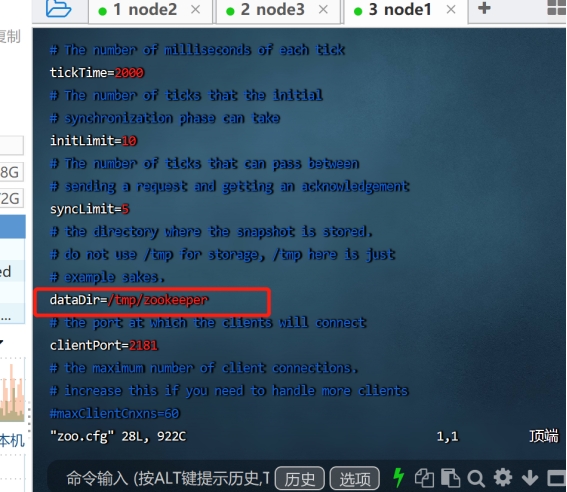 1 node2 × 2 node3 × 3 node1 × +
复制
# The number of milliseconds of each tick
tickTime=2000
# The number of ticks that the initial
# synchronization phase can take
initLimit=10
# The number of ticks that can pass between
# sending a request and getting an acknowledgement
syncLimit=5
# the directory where the snapshot is stored.
# do not use /tmp for storage, /tmp here is just
# example sakes.
dataDir=/tmp/zookeeper
# the port at which the clients will connect
clientPort=2181
# the maximum number of client connections.
# increase this if you need to handle more clients
#maxClientCnxns=60
"zoo.cfg" 28L, 922C 1,1 顶端
8G
2G
ed
...
本机
命令输入 (按ALT键提示历史,T 历史 选项